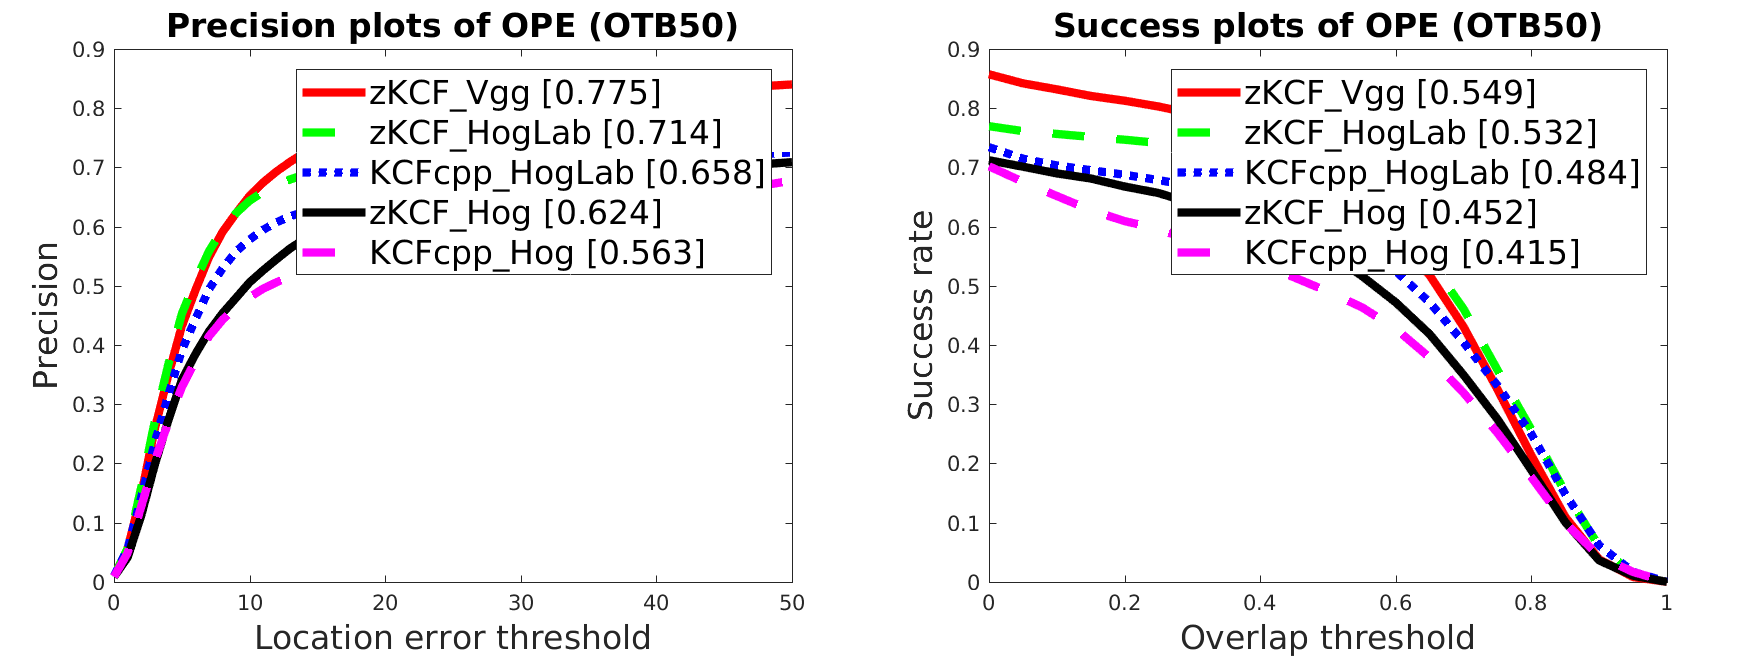 Precision plots of OPE (OTB50)
0.9
0.8
0.7
0.6
0.5
0.4
0.3
0.2
0.1
0
Precision
zKCF_Vgg [0.775]
zKCF_HogLab [0.714]
KCFcpp_HogLab [0.658]
zKCF_Hog [0.624]
KCFcpp_Hog [0.563]
0 10 20 30 40 50
Location error threshold
Success plots of OPE (OTB50)
0.9
0.8
0.7
0.6
0.5
0.4
0.3
0.2
0.1
0
Success rate
zKCF_Vgg [0.549]
zKCF_HogLab [0.532]
KCFcpp_HogLab [0.484]
zKCF_Hog [0.452]
KCFcpp_Hog [0.415]
0 0.2 0.4 0.6 0.8 1
Overlap threshold